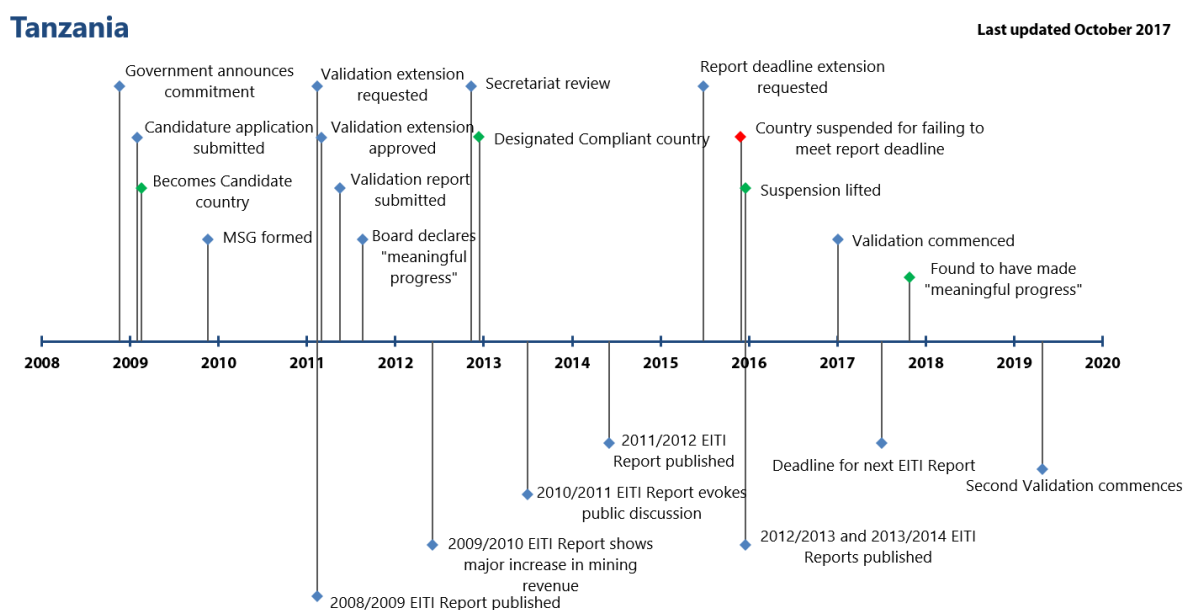 Tanzania
Last updated October 2017
Government announces
commitment
Validation extension
requested
Secretariat review
Report deadline extension
requested
Candidature application
submitted
Validation extension
approved
Designated Compliant country
Country suspended for failing to
meet report deadline
Becomes Candidate
country
Validation report
submitted
Suspension lifted
MSG formed
Board declares
"meaningful
progress"
Validation commenced
Found to have made
"meaningful progress"
2008
2009
2010
2011
2012
2013
2014
2015
2016
2017
2018
2019
2020
2011/2012 EITI
Report published
Deadline for next EITI Report
Second Validation commences
2010/2011 EITI Report evokes
public discussion
2009/2010 EITI Report shows
major increase in mining
revenue
2012/2013 and 2013/2014 EITI
Reports published
2008/2009 EITI Report published